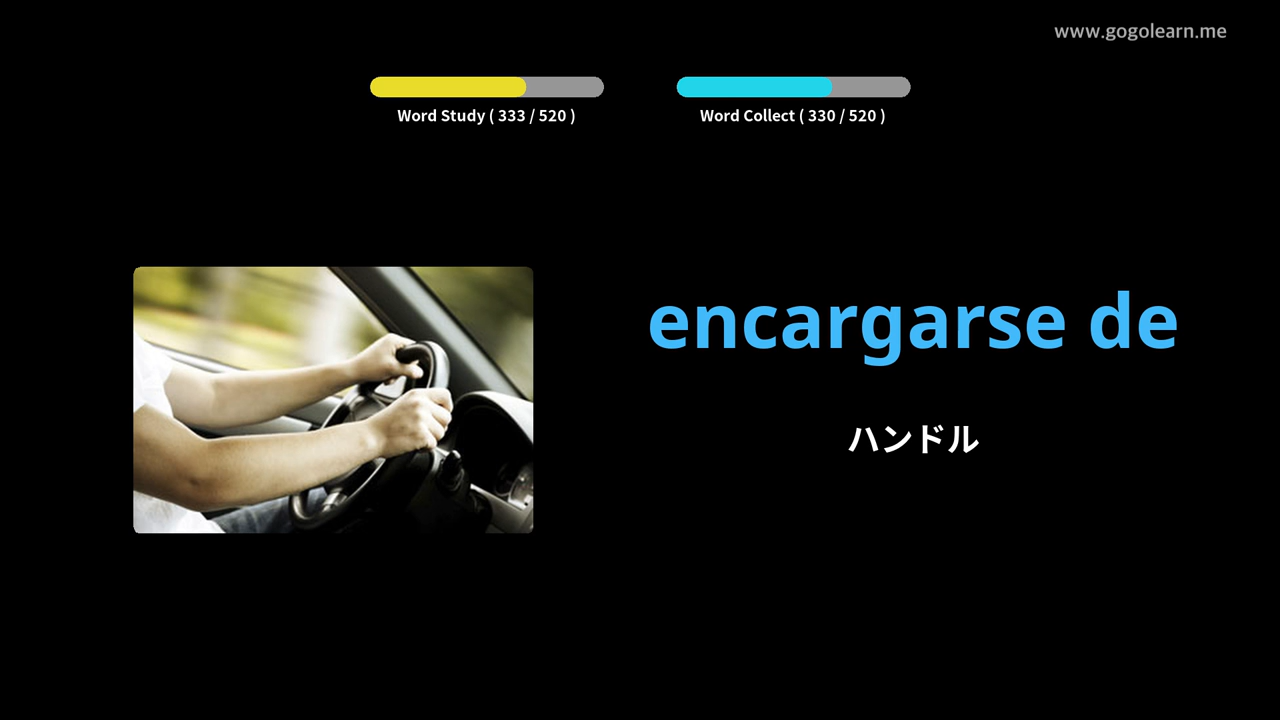 www.gogolearn.me
Word Study ( 333 / 520 )
Word Collect ( 330 / 520 )
encargarse de
ハンドル